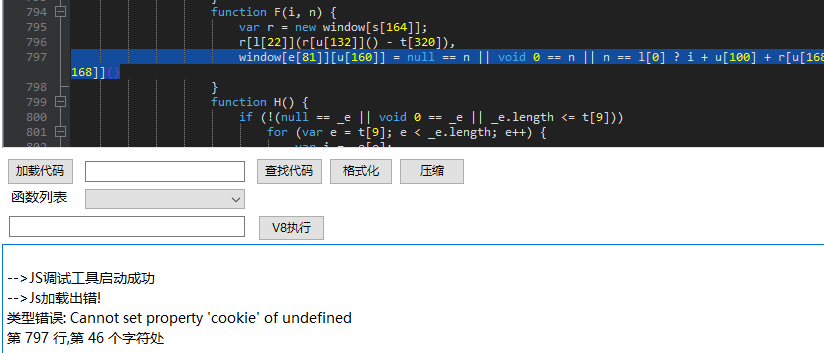 794 function F(i, n) {
795 var r = new window[s[164]];
796 r[l[22]](r[u[132]]() - t[320]),
797 window[e[81]][u[160]] = null == n || void 0 == n || n == l[0] ? i + u[100] + r[u[168
168]]()
798 }
799 function H() {
800 if (!(null == _e || void 0 == _e || _e.length <= t[9]))
801 for (var e = t[9]; e < _e.length; e++) {
加载代码 查找代码 格式化 压缩
函数列表
V8执行
-->JS调试工具启动成功
-->Js加载出错!
类型错误: Cannot set property 'cookie' of undefined
第 797 行,第 46 个字符处